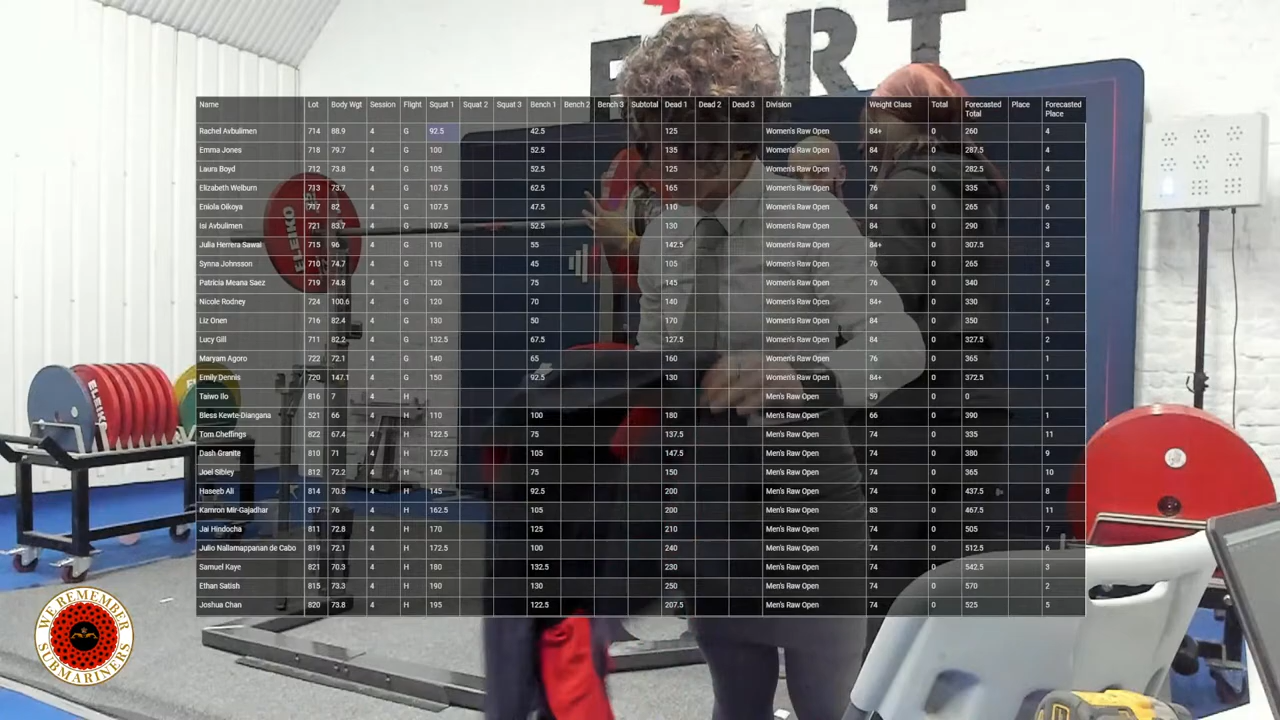 E RT
Name Lot Body Wgt Session Flight Squat 1 Squat 2 Squat 3 Bench 1 Bench 2 Bench 3 Subtotal Dead 1 Dead 2 Dead 3 Division Weight Class Total Forecasted Total Place Forecasted Place
Rachel Avbulimen 714 88.9 4 G 92.5 42.5 125 Women's Raw Open 84+ 0 260 4
Emma Jones 718 79.7 4 G 100 52.5 135 Women's Raw Open 84 0 287.5 4
Laura Boyd 712 73.8 4 G 105 52.5 125 Women's Raw Open 76 0 282.5 4
Elizabeth Welburn 713 73.7 4 G 107.5 62.5 165 Women's Raw Open 76 0 335 3
Eniola Oikoya 717 82 4 G 107.5 47.5 110 Women's Raw Open 84 0 265 6
Isi Avbulimen 721 83.7 4 G 107.5 52.5 130 Women's Raw Open 84 0 290 3
Julia Herrera Sawal 715 96 4 G 110 55 142.5 Women's Raw Open 84+ 0 307.5 3
Synna Johnsson 710 74.7 4 G 115 45 105 Women's Raw Open 76 0 265 5
Patricia Meana Saez 719 74.8 4 G 120 75 145 Women's Raw Open 76 0 340 2
Nicole Rodney 724 100.6 4 G 120 70 140 Women's Raw Open 84+ 0 330 2
Liz Onen 716 82.4 4 G 130 50 170 Women's Raw Open 84 0 350 1
Lucy Gill 711 82.2 4 G 132.5 67.5 127.5 Women's Raw Open 84 0 327.5 2
Maryam Agoro 722 72.1 4 G 140 65 160 Women's Raw Open 76 0 365 1
Emily Dennis 720 147.1 4 G 150 92.5 130 Women's Raw Open 84+ 0 372.5 1
Taiwo Ilo 816 7 4 H Men's Raw Open 59 0 0
Bless Kewte-Diangana 521 66 4 H 110 100 180 Men's Raw Open 66 0 390 1
Tom Cheffings 822 67.4 4 H 122.5 75 137.5 Men's Raw Open 74 0 335 11
Dash Granite 810 71 4 H 127.5 105 147.5 Men's Raw Open 74 0 380 9
Joel Sibley 812 72.2 4 H 140 75 150 Men's Raw Open 74 0 365 10
Haseeb Ali 814 70.5 4 H 145 92.5 200 Men's Raw Open 74 0 437.5 8
Kamron Mir-Gajadhar 817 76 4 H 162.5 105 200 Men's Raw Open 83 0 467.5 11
Jai Hindocha 811 72.8 4 H 170 125 210 Men's Raw Open 74 0 505 7
Julio Nallamappanan de Cabo 819 72.1 4 H 172.5 100 240 Men's Raw Open 74 0 512.5 6
Samuel Kaye 821 70.3 4 H 180 132.5 230 Men's Raw Open 74 0 542.5 3
Ethan Satish 815 73.3 4 H 190 130 250 Men's Raw Open 74 0 570 2
Joshua Chan 820 73.8 4 H 195 122.5 207.5 Men's Raw Open 74 0 525 5
ELEIKO
ELEIKO
WE REMEMBER
SUBMARINERS